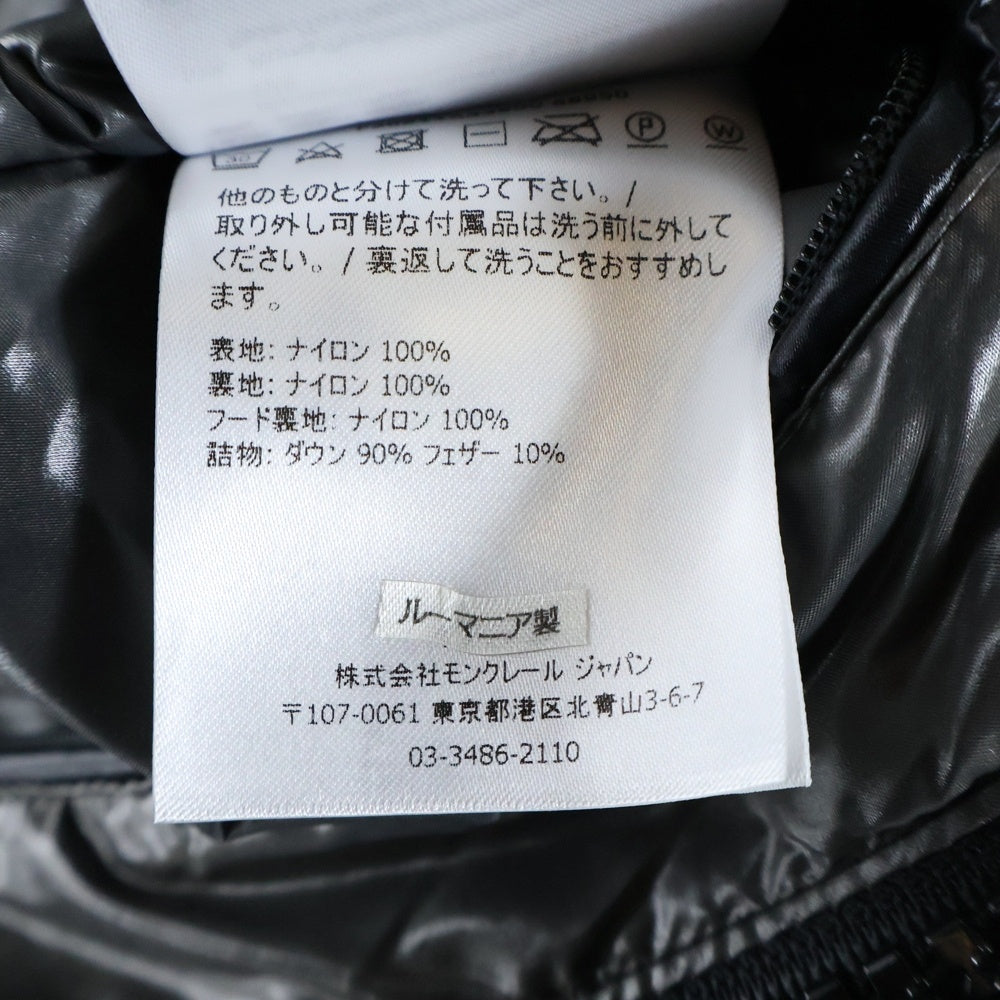 30
P W
他のものと分けて洗って下さい。/
取り外し可能な付属品は洗う前に外して
ください。/ 裏返して洗うことをおすすめし
ます。
表地: ナイロン 100%
裏地: ナイロン 100%
フード裏地: ナイロン 100%
詰物: ダウン 90% フェザー 10%
ルーマニア製
株式会社モンクレール ジャパン
〒107-0061 東京都港区北青山3-6-7
03-3486-2110